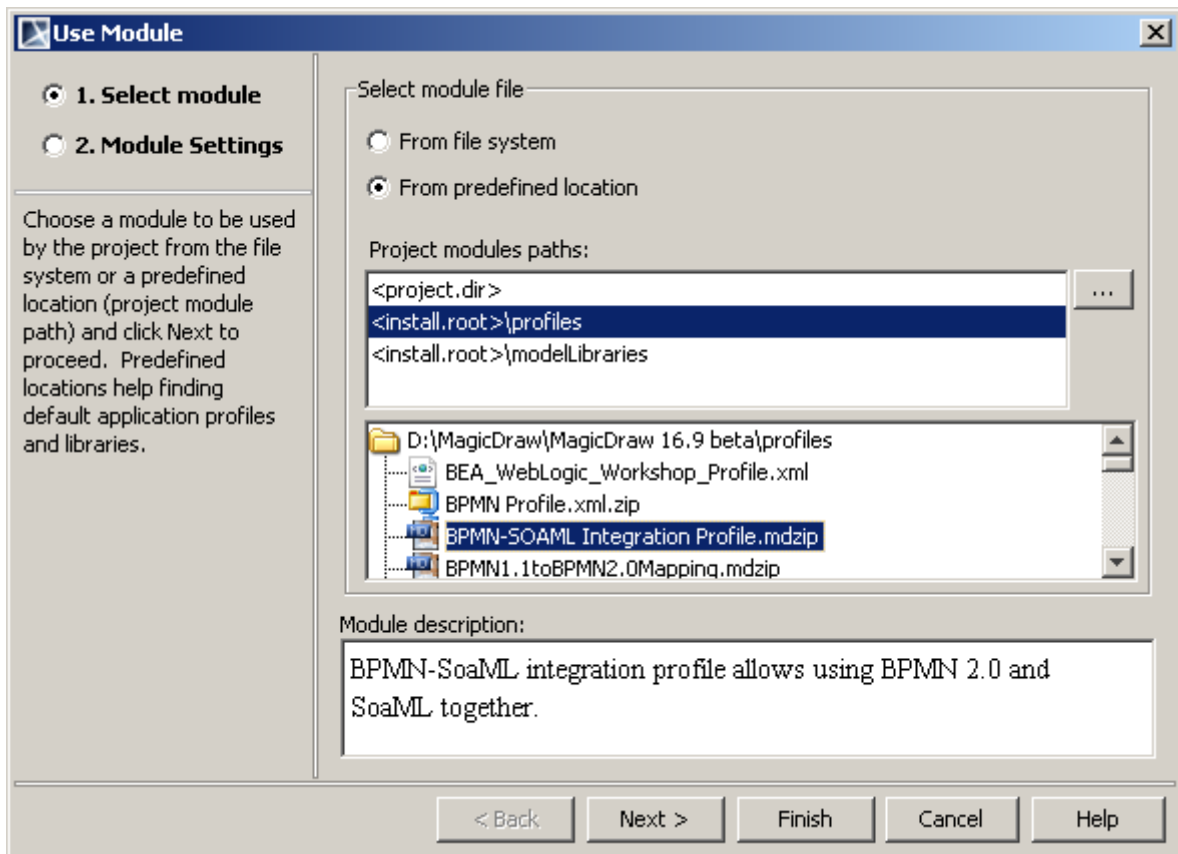 Use Module
1. Select module
2. Module Settings
Choose a module to be used
by the project from the file
system or a predefined
location (project module
path) and click Next to
proceed.  Predefined
locations help finding
default application profiles
and libraries.
Select module file
From file system
From predefined location
Project modules paths:
<project.dir>
...
<install.root>\profiles
<install.root>\modelLibraries
D:\MagicDraw\MagicDraw 16.9 beta\profiles
BEA_WebLogic_Workshop_Profile.xml
BPMN Profile.xml.zip
BPMN-SOAML Integration Profile.mdzip
BPMN1.1toBPMN2.0Mapping.mdzip
Module description:
BPMN-SoaML integration profile allows using BPMN 2.0 and
SoaML together.
< Back
Next >
Finish
Cancel
Help